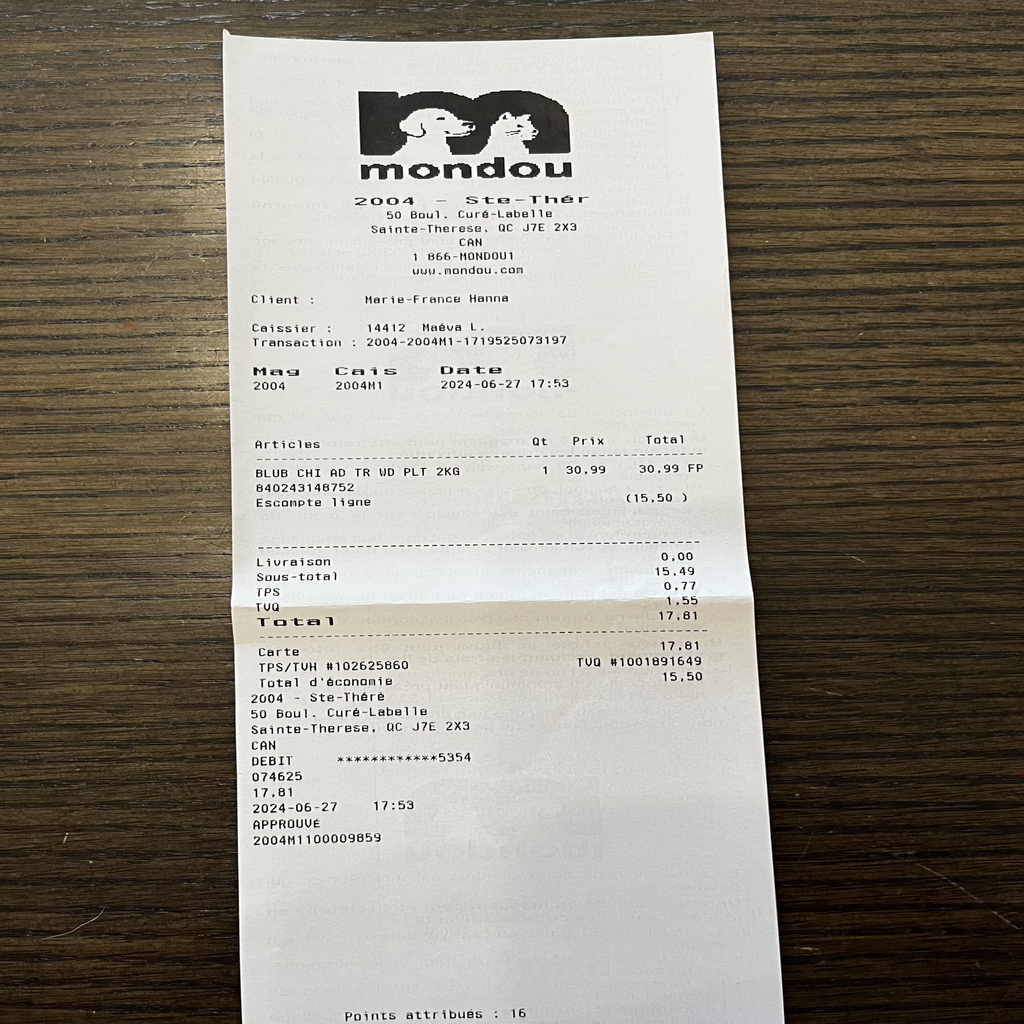 mondou
2004 - Ste-Thér
50 Boul. Curé-Labelle
Sainte-Therese, QC J7E 2X3
CAN
1 866-MONDOU1
www.mondou.com
Client : Marie-France Hanna
Caissier : 14412 Maéva L.
Transaction : 2004-2004M1-1719525073197
Mag Cais Date
2004 2004M1 2024-06-27 17:53
Articles Qt Prix Total
BLUB CHI AD TR WD PLT 2KG 1 30,99 30,99 FP
840243148752
Escompte ligne (15,50 )
Livraison 0,00
Sous-total 15,49
TPS 0,77
TVQ 1,55
Total 17,81
Carte 17,81
TPS/TVH #102625860 TVQ #1001891649
Total d'économie 15,50
2004 - Ste-Thérè
50 Boul. Curé-Labelle
Sainte-Therese, QC J7E 2X3
CAN
DEBIT ************5354
074625
17,81
2024-06-27 17:53
APPROUVÉ
2004M1100009859
Points attribués : 16